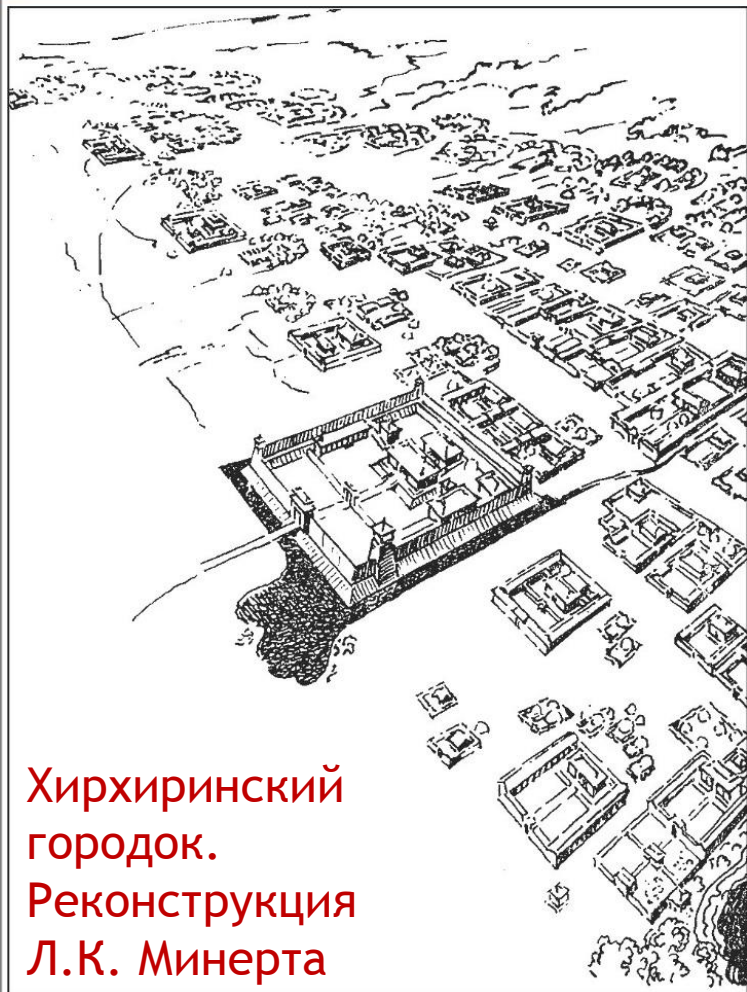 Хирхиринский
городок.
Реконструкция
Л.К. Минерта